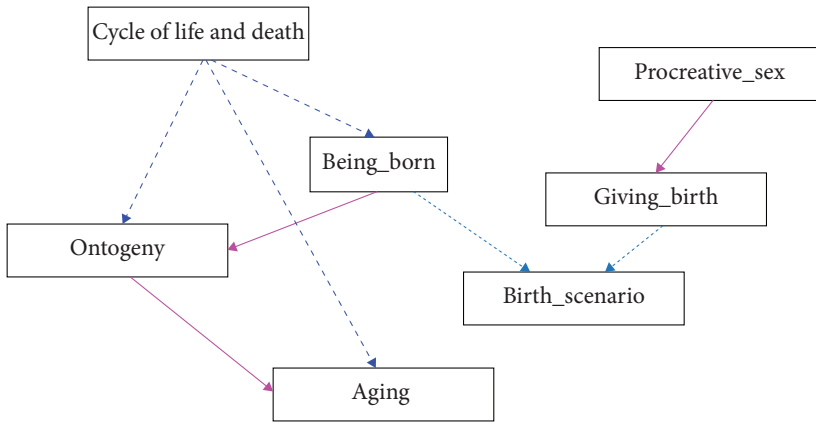 Cycle of life and death
Procreative_sex
Being_born
Giving_birth
Ontogeny
Birth_scenario
Aging